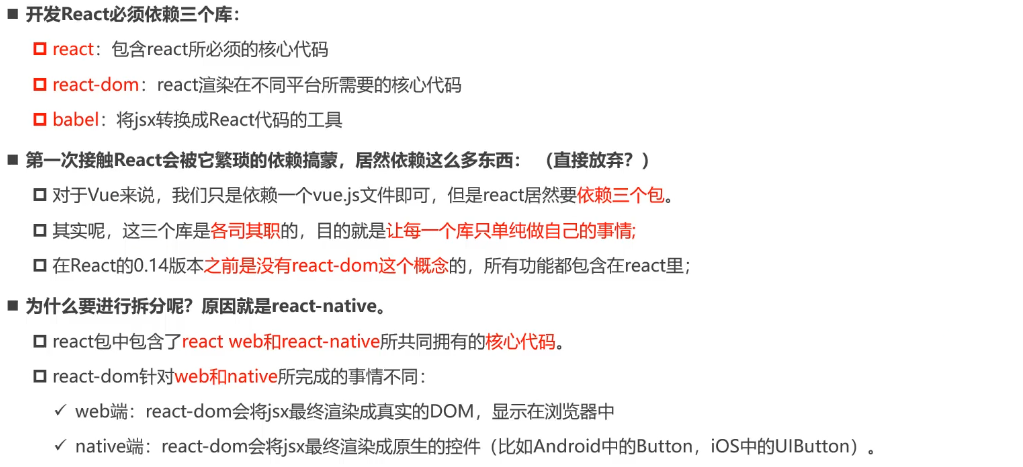 开发React必须依赖三个库：
react：包含react所必须的核心代码
react-dom：react渲染在不同平台所需要的核心代码
babel：将jsx转换成React代码的工具
第一次接触React会被它繁琐的依赖搞蒙，居然依赖这么多东西：（直接放弃？）
对于Vue来说，我们只是依赖一个vue.js文件即可，但是react居然要依赖三个包。
其实呢，这三个库是各司其职的，目的就是让每一个库只单纯做自己的事情;
在React的0.14版本之前是没有react-dom这个概念的，所有功能都包含在react里；
为什么要进行拆分呢？原因就是react-native。
react包中包含了react web和react-native所共同拥有的核心代码。
react-dom针对web和native所完成的事情不同：
web端：react-dom会将jsx最终渲染成真实的DOM，显示在浏览器中
native端：react-dom会将jsx最终渲染成原生的控件（比如Android中的Button，iOS中的UIButton）。